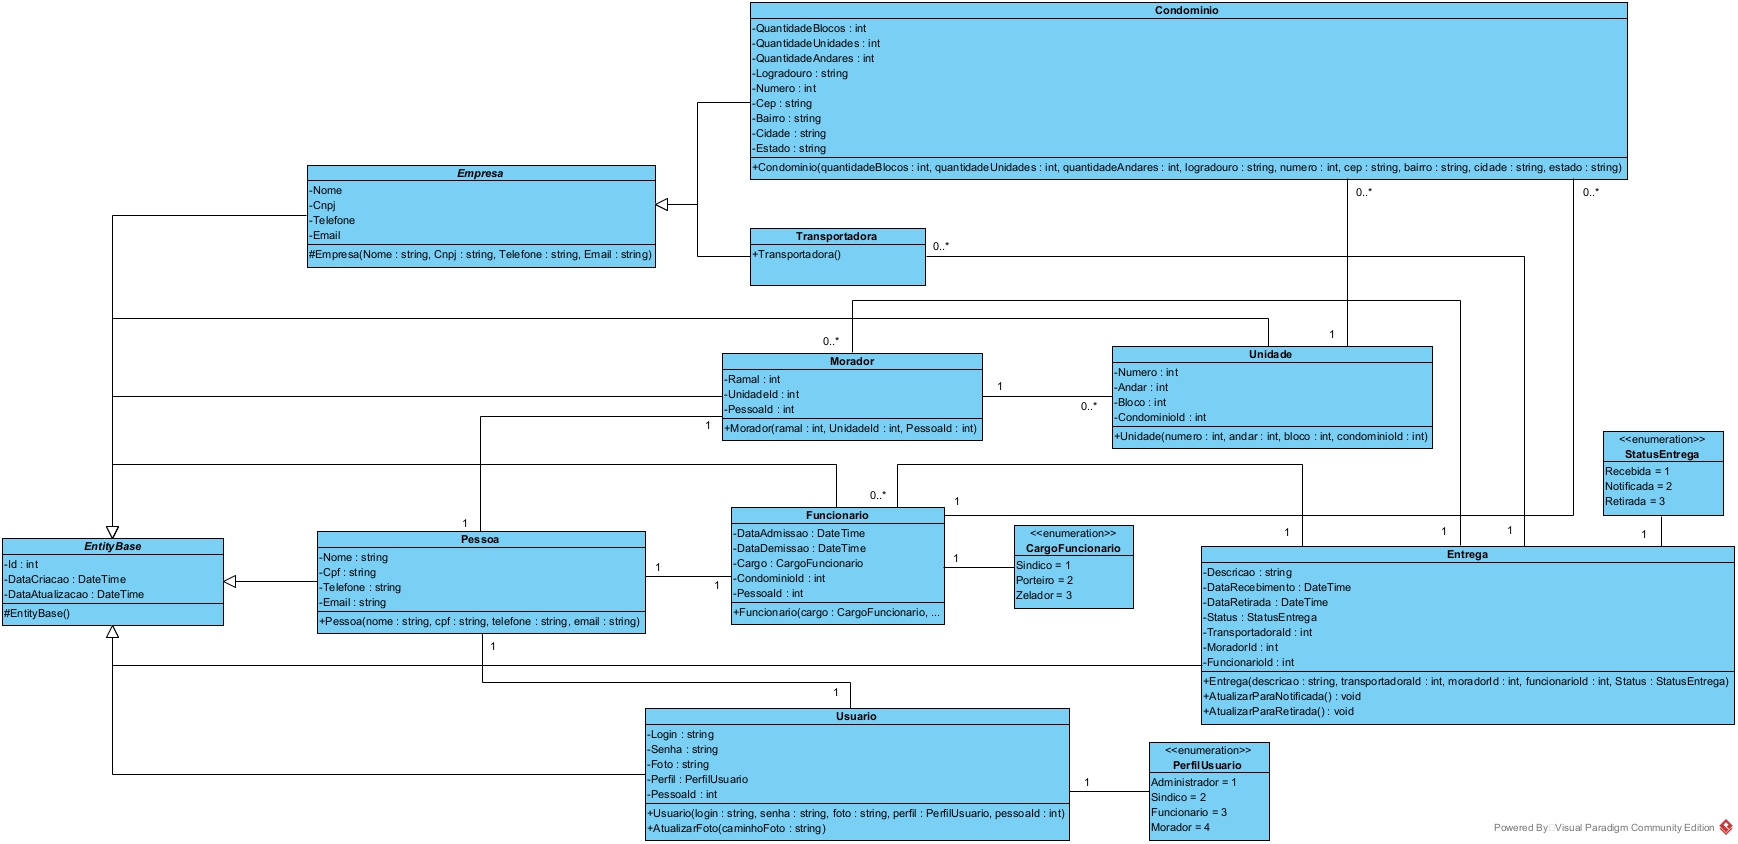 Condominio
-QuantidadeBlocos : int
-QuantidadeUnidades : int
-QuantidadeAndares : int
-Logradouro : string
-Numero : int
-Cep : string
-Bairro : string
-Cidade : string
-Estado : string
+Condominio(quantidadeBlocos : int, quantidadeUnidades : int, quantidadeAndares : int, logradouro : string, numero : int, cep : string, bairro : string, cidade : string, estado : string)
0..*
0..*
Empresa
-Nome
-Cnpj
-Telefone
-Email
#Empresa(Nome : string, Cnpj : string, Telefone : string, Email : string)
Transportadora
+Transportadora()
0..*
0..*
1
Morador
-Ramal : int
-UnidadeId : int
-PessoaId : int
+Morador(ramal : int, UnidadeId : int, PessoaId : int)
1
0..*
1
Unidade
-Numero : int
-Andar : int
-Bloco : int
-CondominioId : int
+Unidade(numero : int, andar : int, bloco : int, condominioId : int)
<<enumeration>>
StatusEntrega
Recebida = 1
Notificada = 2
Retirada = 3
1
0..*
1
1
EntityBase
-Id : int
-DataCriacao : DateTime
-DataAtualizacao : DateTime
#EntityBase()
Pessoa
-Nome : string
-Cpf : string
-Telefone : string
-Email : string
+Pessoa(nome : string, cpf : string, telefone : string, email : string)
1
1
1
Funcionario
-DataAdmissao : DateTime
-DataDemissao : DateTime
-Cargo : CargoFuncionario
-CondominioId : int
-PessoaId : int
+Funcionario(cargo : CargoFuncionario, ...
1
<<enumeration>>
CargoFuncionario
Sindico = 1
Porteiro = 2
Zelador = 3
1
1
1
Entrega
-Descricao : string
-DataRecebimento : DateTime
-DataRetirada : DateTime
-Status : StatusEntrega
-TransportadoraId : int
-MoradorId : int
-FuncionarioId : int
+Entrega(descricao : string, transportadoraId : int, moradorId : int, funcionarioId : int, Status : StatusEntrega)
+AtualizarParaNotificada() : void
+AtualizarParaRetirada() : void
1
Usuario
-Login : string
-Senha : string
-Foto : string
-Perfil : PerfilUsuario
-PessoaId : int
+Usuario(login : string, senha : string, foto : string, perfil : PerfilUsuario, pessoaId : int)
+AtualizarFoto(caminhoFoto : string)
1
<<enumeration>>
PerfilUsuario
Administrador = 1
Sindico = 2
Funcionario = 3
Morador = 4
Powered By Visual Paradigm Community Edition